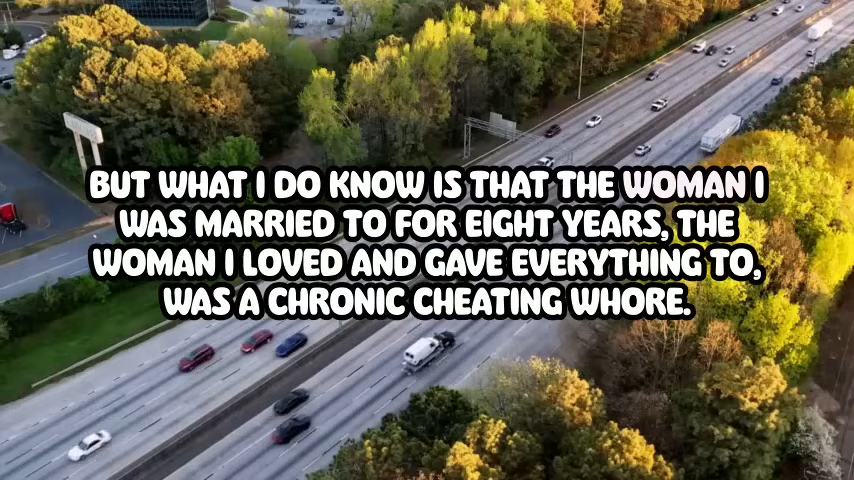 BUT WHAT I DO KNOW IS THAT THE WOMAN I
WAS MARRIED TO FOR EIGHT YEARS, THE
WOMAN I LOVED AND GAVE EVERYTHING TO,
WAS A CHRONIC CHEATING WHORE.